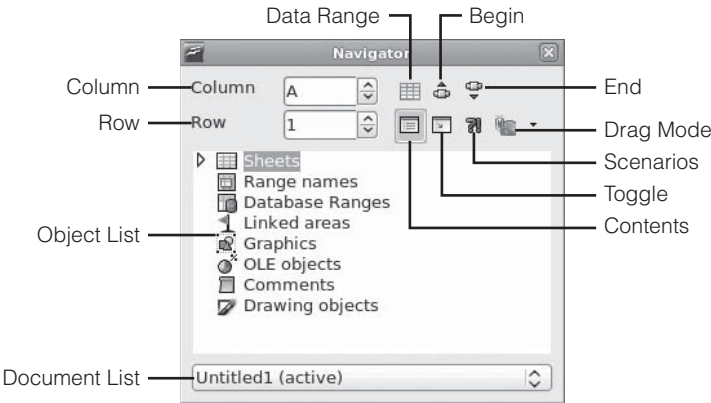 Data Range
Begin
Navigator
Column
Column
A
End
Row
Row
1
Drag Mode
Sheets
Scenarios
Range names
Database Ranges
Toggle
Linked areas
Contents
Object List
Graphics
OLE objects
Comments
Drawing objects
Document List
Untitled1 (active)